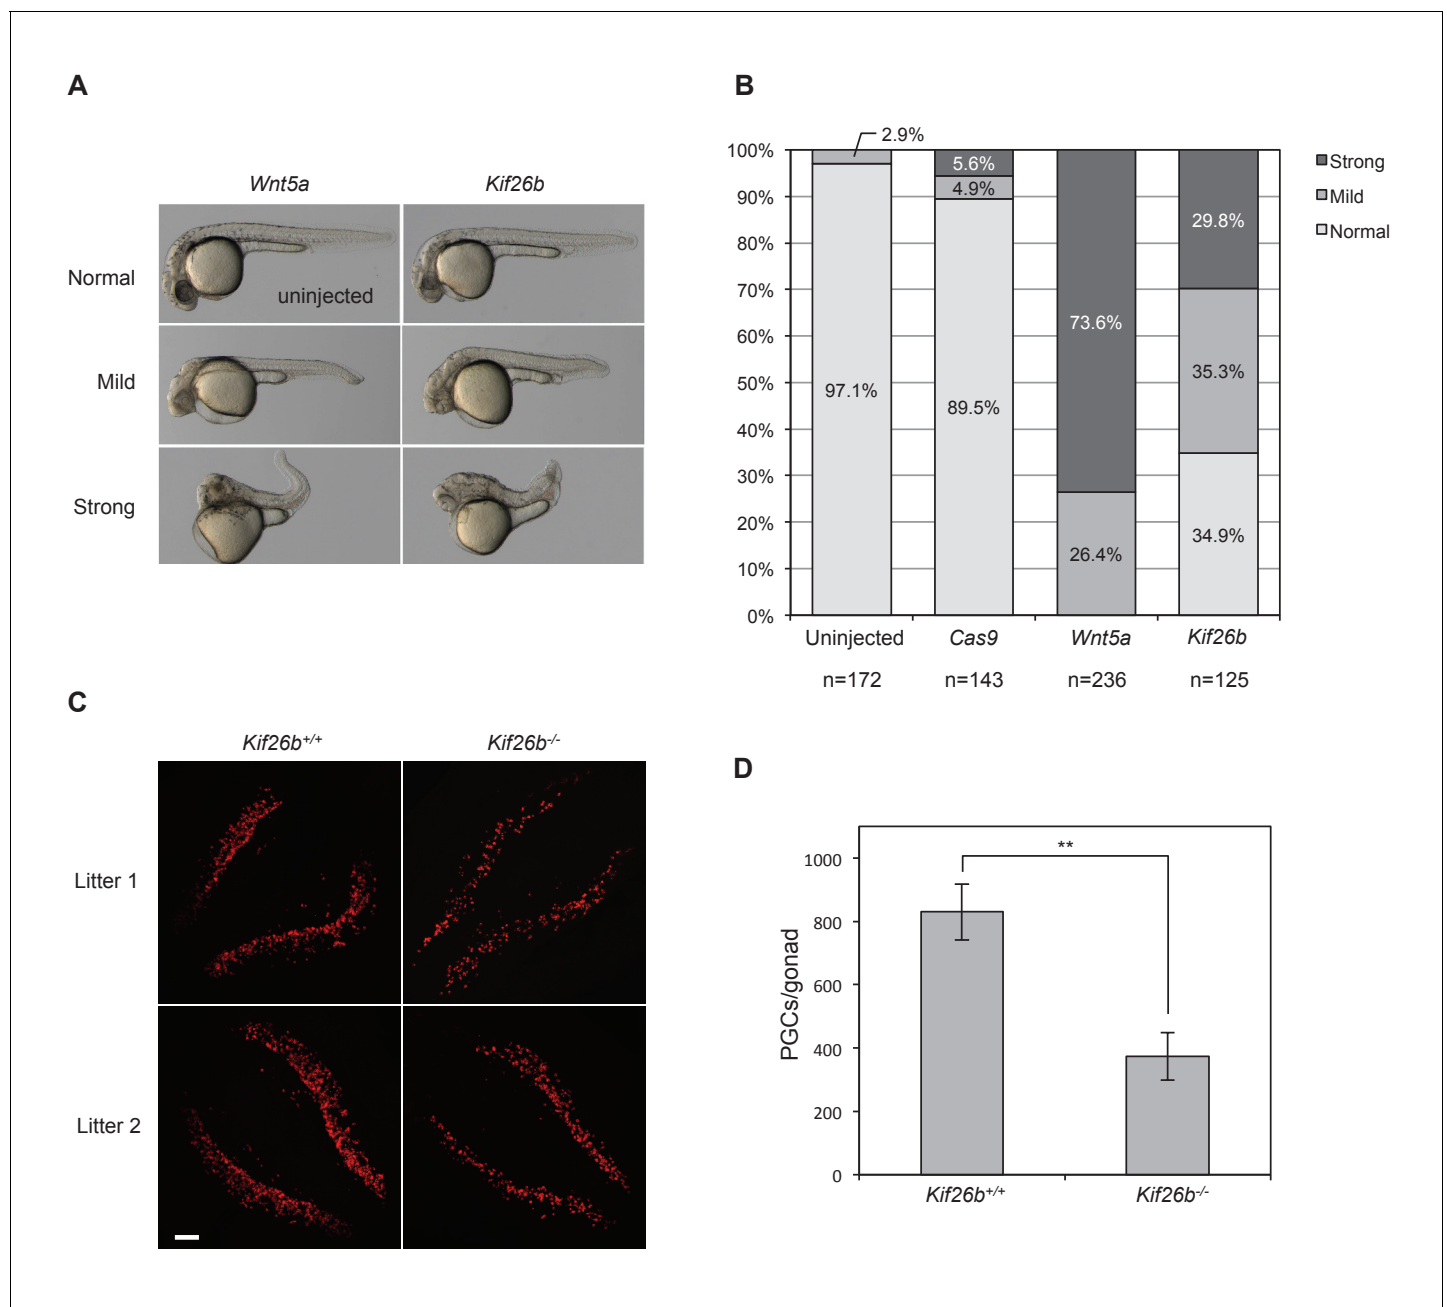 A
Wnt5a Kif26b
Normal
uninjected
Mild
Strong
B
2.9%
100%
90%
80%
70%
60%
50%
40%
30%
20%
10%
0%
97.1%
5.6%
4.9%
89.5%
73.6%
26.4%
29.8%
35.3%
34.9%
Strong
Mild
Normal
Uninjected Cas9 Wnt5a Kif26b
n=172 n=143 n=236 n=125
C
Kif26b+/+ Kif26b-/-
Litter 1
Litter 2
D
**
PGCs/gonad
1000
800
600
400
200
0
Kif26b+/+ Kif26b-/-